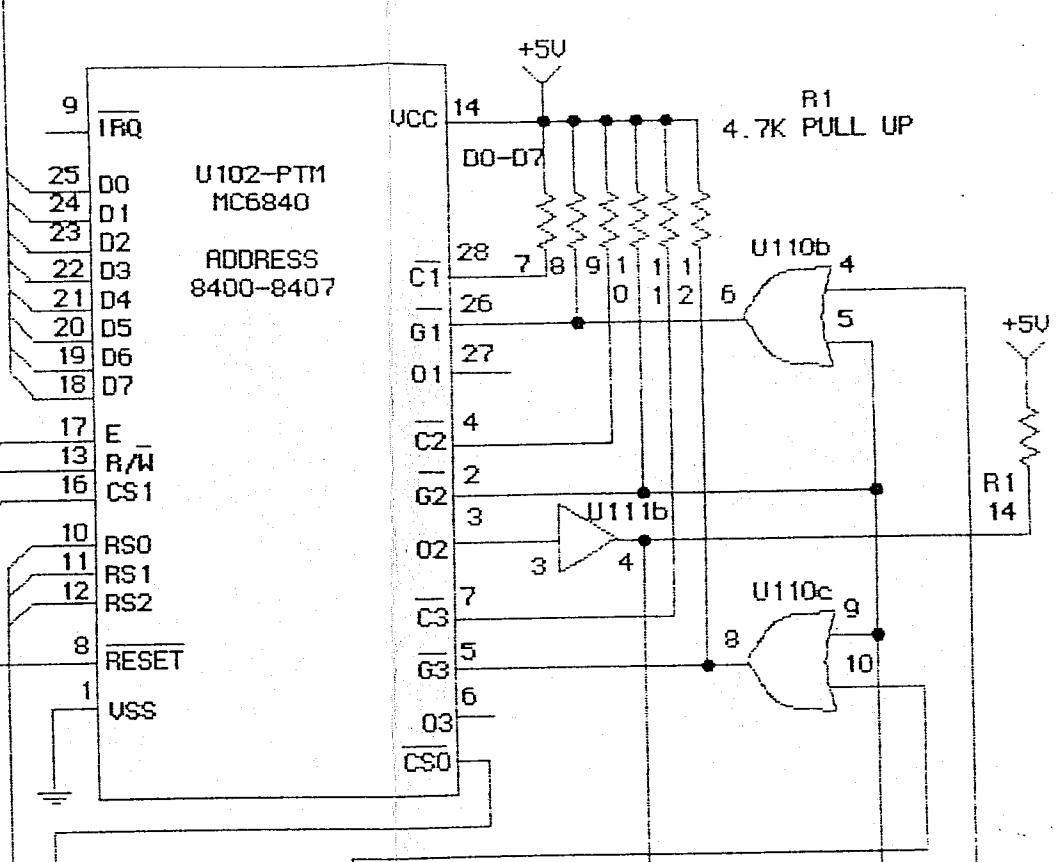 +5V
9
IRQ
VCC
14
R1
4.7K PULL UP
D0-D7
25
D0
24
D1
23
D2
22
D3
21
D4
20
D5
19
D6
18
D7
U102-PTM
MC6840
ADDRESS
8400-8407
C1
28
7
8
9
1
0
1
1
1
2
U110b
4
6
5
G1
26
O1
27
+5V
17
E
13
R/W
16
CS1
C2
4
G2
2
R1
14
O2
3
U111b
3
4
10
RS0
11
RS1
12
RS2
C3
7
U110c
9
8
10
8
RESET
G3
5
1
VSS
O3
6
CS0